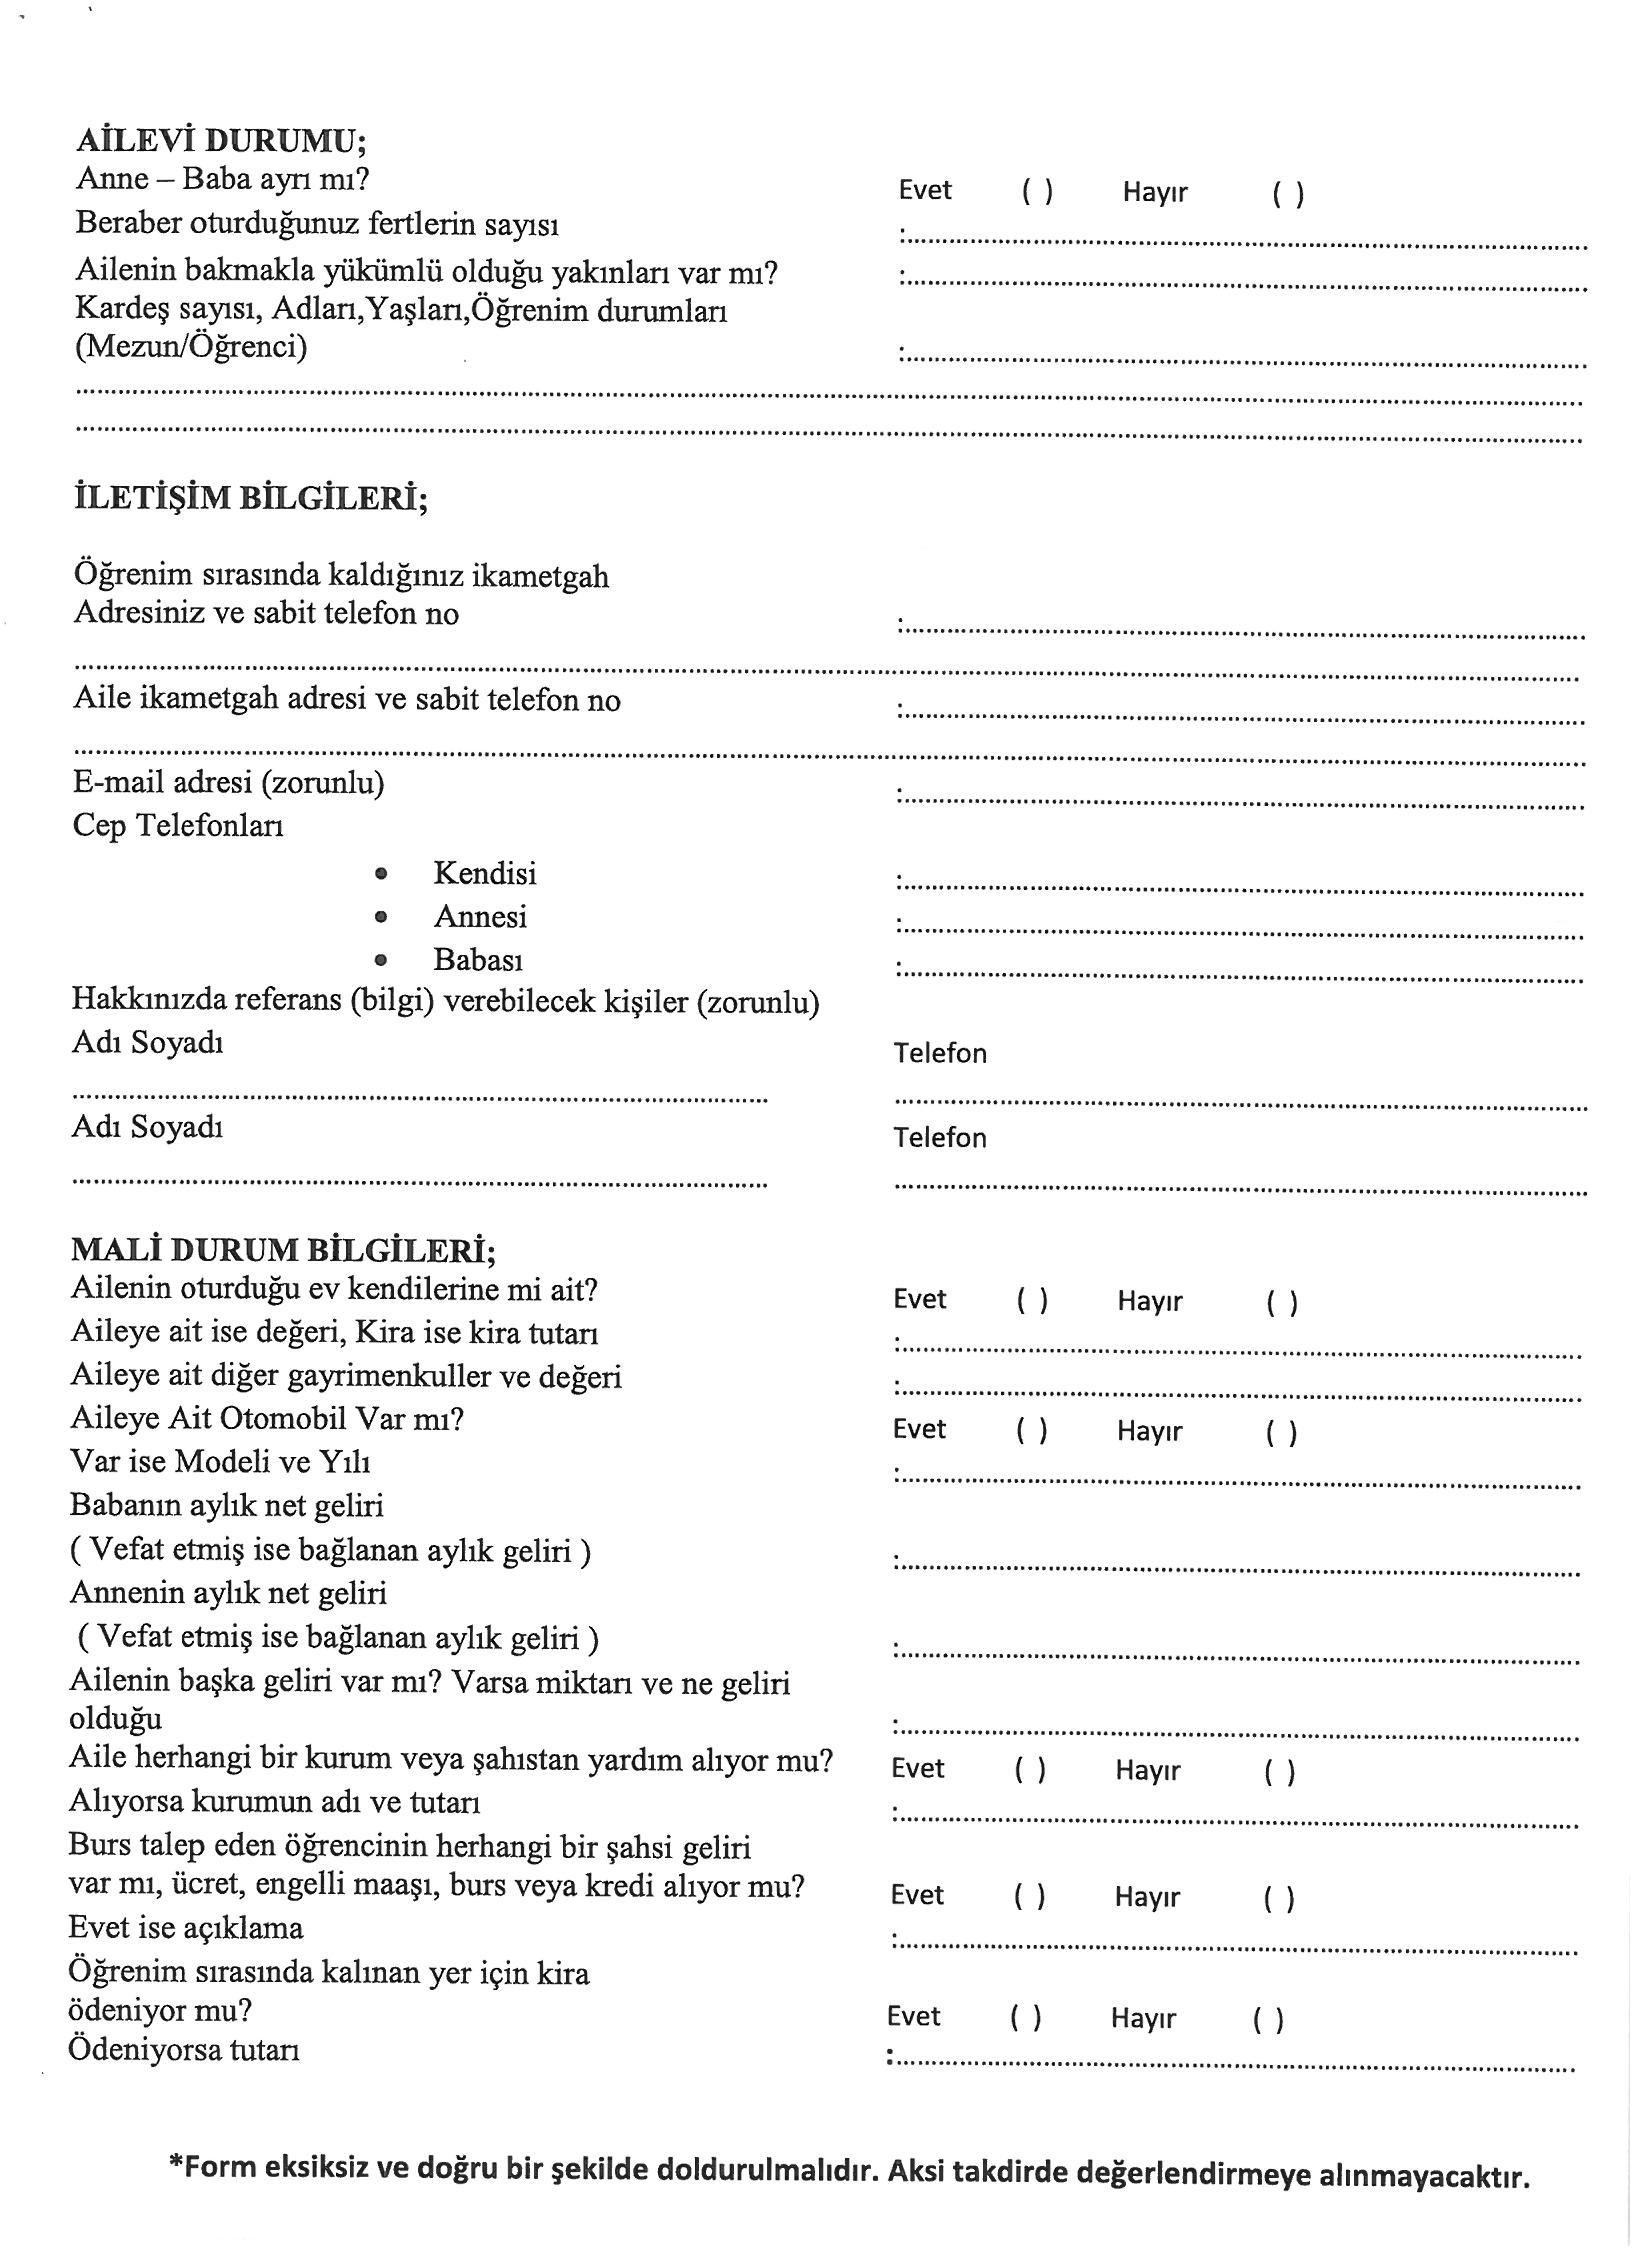 AİLEVİ DURUMU;
Anne – Baba ayrı mı? Evet ( ) Hayır ( )
Beraber oturduğunuz fertlerin sayısı :..............................
Ailenin bakmakla yükümlü olduğu yakınları var mı? :..............................
Kardeş sayısı, Adları,Yaşları,Öğrenim durumları
(Mezun/Öğrenci) :..............................
..............................
..............................
İLETİŞİM BİLGİLERİ;
Öğrenim sırasında kaldığınız ikametgah
Adresiniz ve sabit telefon no :..............................
..............................
Aile ikametgah adresi ve sabit telefon no :..............................
..............................
E-mail adresi (zorunlu) :..............................
Cep Telefonları
• Kendisi :..............................
• Annesi :..............................
• Babası :..............................
Hakkınızda referans (bilgi) verebilecek kişiler (zorunlu)
Adı Soyadı Telefon
.............................. ..............................
Adı Soyadı Telefon
.............................. ..............................
MALİ DURUM BİLGİLERİ;
Ailenin oturduğu ev kendilerine mi ait? Evet ( ) Hayır ( )
Aileye ait ise değeri, Kira ise kira tutarı :..............................
Aileye ait diğer gayrimenkuller ve değeri :..............................
Aileye Ait Otomobil Var mı? Evet ( ) Hayır ( )
Var ise Modeli ve Yılı :..............................
Babanın aylık net geliri
( Vefat etmiş ise bağlanan aylık geliri ) :..............................
Annenin aylık net geliri
( Vefat etmiş ise bağlanan aylık geliri ) :..............................
Ailenin başka geliri var mı? Varsa miktarı ve ne geliri
olduğu :..............................
Aile herhangi bir kurum veya şahıstan yardım alıyor mu? Evet ( ) Hayır ( )
Alıyorsa kurumun adı ve tutarı :..............................
Burs talep eden öğrencinin herhangi bir şahsi geliri
var mı, ücret, engelli maaşı, burs veya kredi alıyor mu? Evet ( ) Hayır ( )
Evet ise açıklama :..............................
Öğrenim sırasında kalınan yer için kira
ödeniyor mu? Evet ( ) Hayır ( )
Ödeniyorsa tutarı :..............................
*Form eksiksiz ve doğru bir şekilde doldurulmalıdır. Aksi takdirde değerlendirmeye alınmayacaktır.